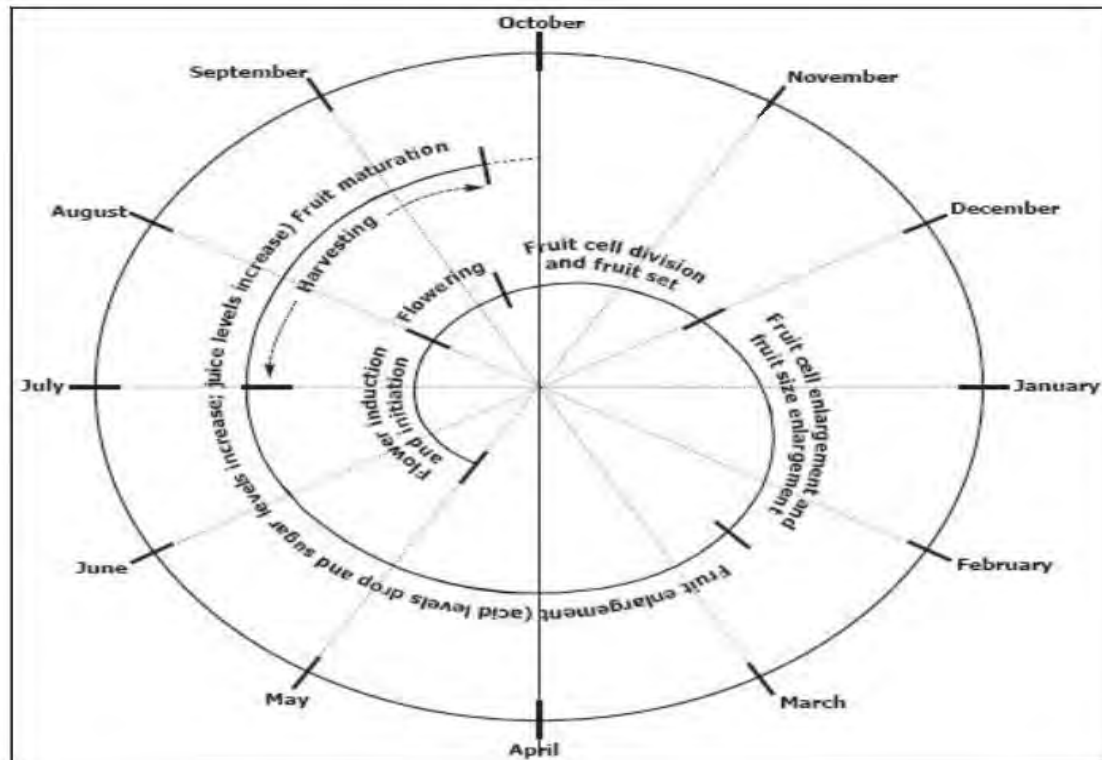 October
September
November
August
December
July
January
June
February
May
March
April
Flower induction
and initiation
Flowering
Fruit cell division
and fruit set
Fruit cell enlargement and
fruit size enlargement
Fruit enlargement (acid levels drop and sugar levels increase; juice levels increase) Fruit maturation
Harvesting